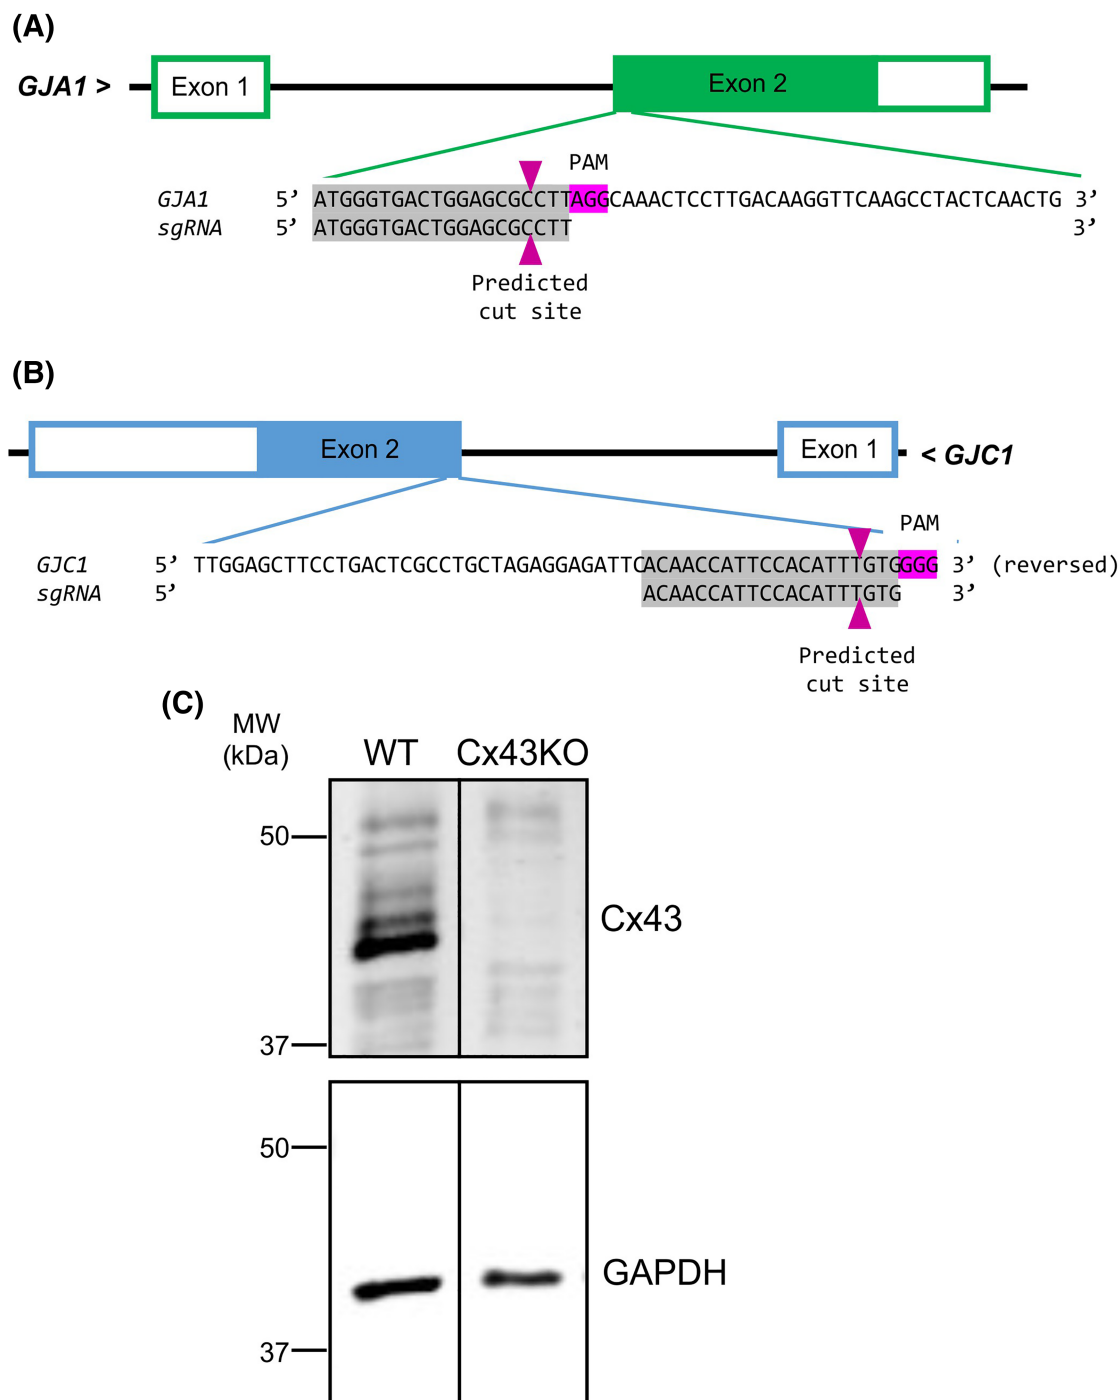 (A)
GJA1 >
Exon 1
Exon 2
PAM
GJA1 5’ ATGGGTGACTGGAGCGCCTTAGGCAAACTCCTTGACAAGGTTCAAGCCTACTCAACTG 3’
sgRNA 5’ ATGGGTGACTGGAGCGCCTT 3’
Predicted
cut site
(B)
Exon 2
Exon 1
< GJC1
PAM
GJC1 5’ TTGGAGCTTCCTGACTCGCCTGCTAGAGGAGATTCACAACCATTCCACATTTGTGGGG 3’ (reversed)
sgRNA 5’ ACAACCATTCCACATTTGTG 3’
Predicted
cut site
(C)
MW
(kDa)
WT
Cx43KO
50
Cx43
37
50
GAPDH
37